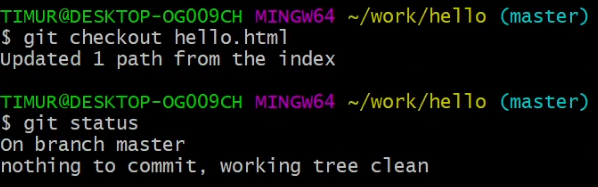 TIMUR@DESKTOP-OG009CH MINGW64 ~/work/hello (master)
$ git checkout hello.html
Updated 1 path from the index
TIMUR@DESKTOP-OG009CH MINGW64 ~/work/hello (master)
$ git status
On branch master
nothing to commit, working tree clean